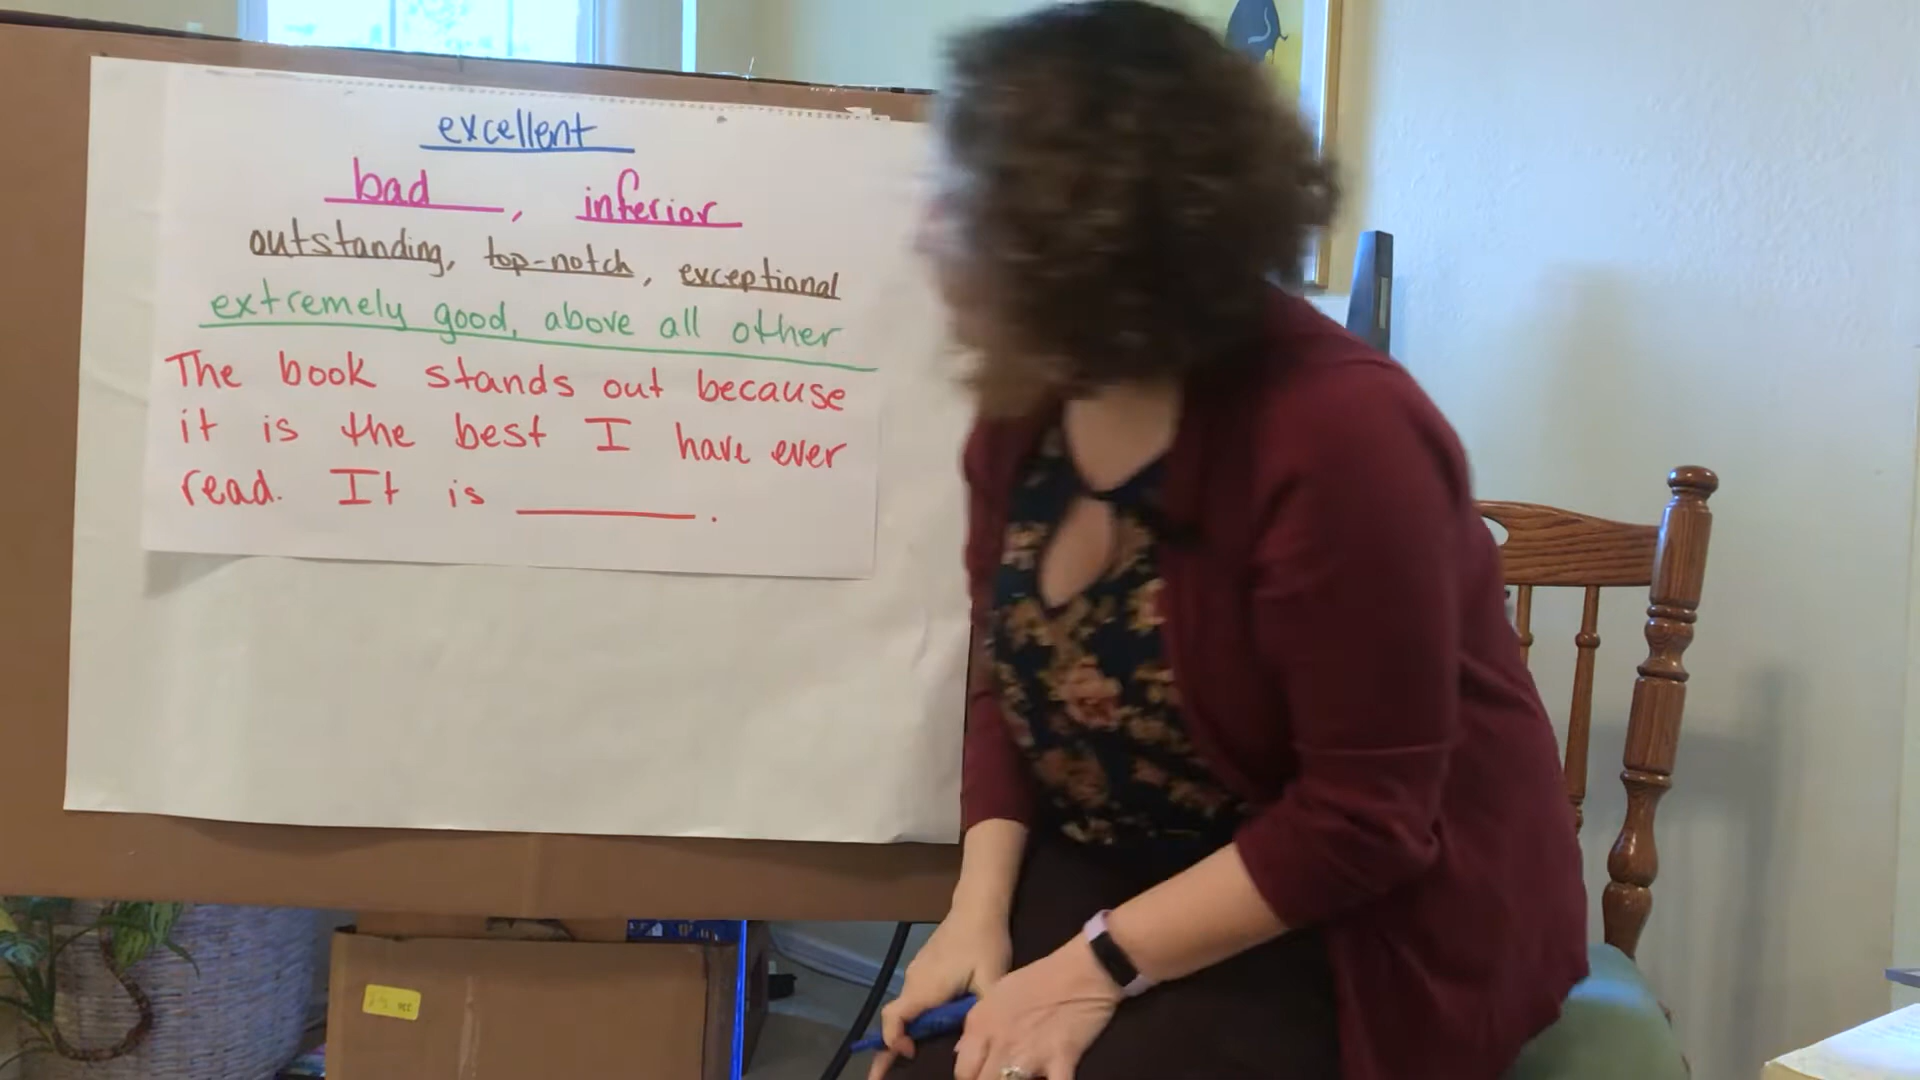 excellent
bad, inferior
outstanding, top-notch, exceptional
extremely good, above all other
The book stands out because
it is the best I have ever
read. It is ________.